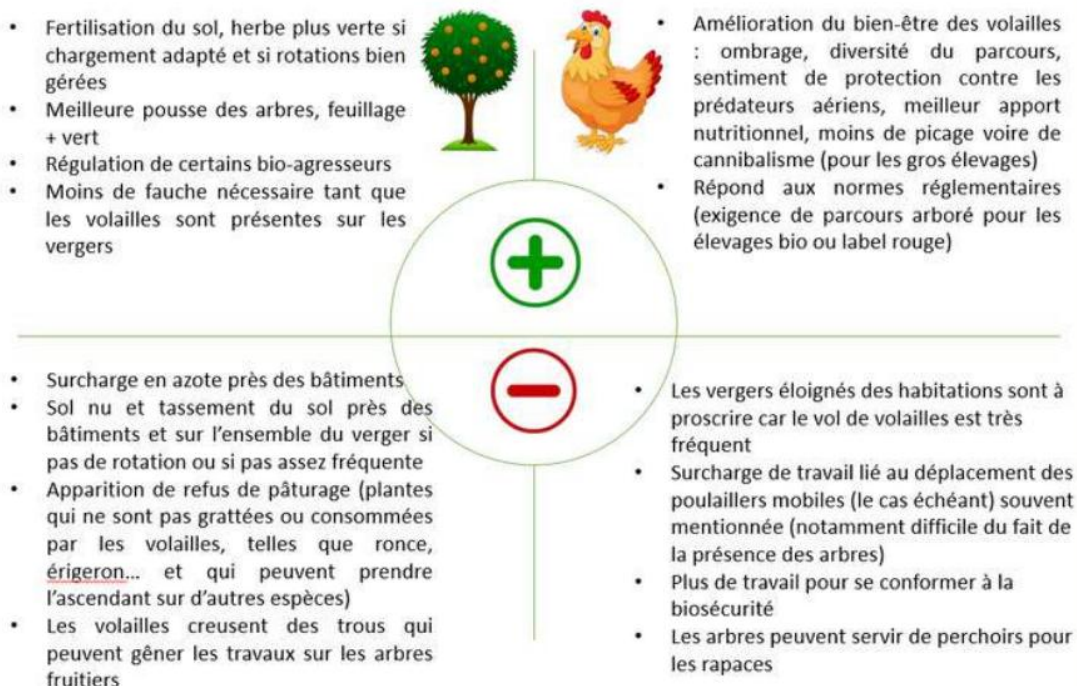 • Fertilisation du sol, herbe plus verte si
chargement adapté et si rotations bien
gérées
• Meilleure pousse des arbres, feuillage
+ vert
• Régulation de certains bio-agresseurs
• Moins de fauche nécessaire tant que
les volailles sont présentes sur les
vergers
• Amélioration du bien-être des volailles
: ombrage, diversité du parcours,
sentiment de protection contre les
prédateurs aériens, meilleur apport
nutritionnel, moins de picage voire de
cannibalisme (pour les gros élevages)
• Répond aux normes réglementaires
(exigence de parcours arboré pour les
élevages bio ou label rouge)
• Surcharge en azote près des bâtiments
• Sol nu et tassement du sol près des
bâtiments et sur l'ensemble du verger si
pas de rotation ou si pas assez fréquente
• Apparition de refus de pâturage (plantes
qui ne sont pas grattées ou consommées
par les volailles, telles que ronce,
érigeron... et qui peuvent prendre
l'ascendant sur d'autres espèces)
• Les volailles creusent des trous qui
peuvent gêner les travaux sur les arbres
fruitiers
• Les vergers éloignés des habitations sont à
proscrire car le vol de volailles est très
fréquent
• Surcharge de travail lié au déplacement des
poulaillers mobiles (le cas échéant) souvent
mentionnée (notamment difficile du fait de
la présence des arbres)
• Plus de travail pour se conformer à la
biosécurité
• Les arbres peuvent servir de perchoirs pour
les rapaces